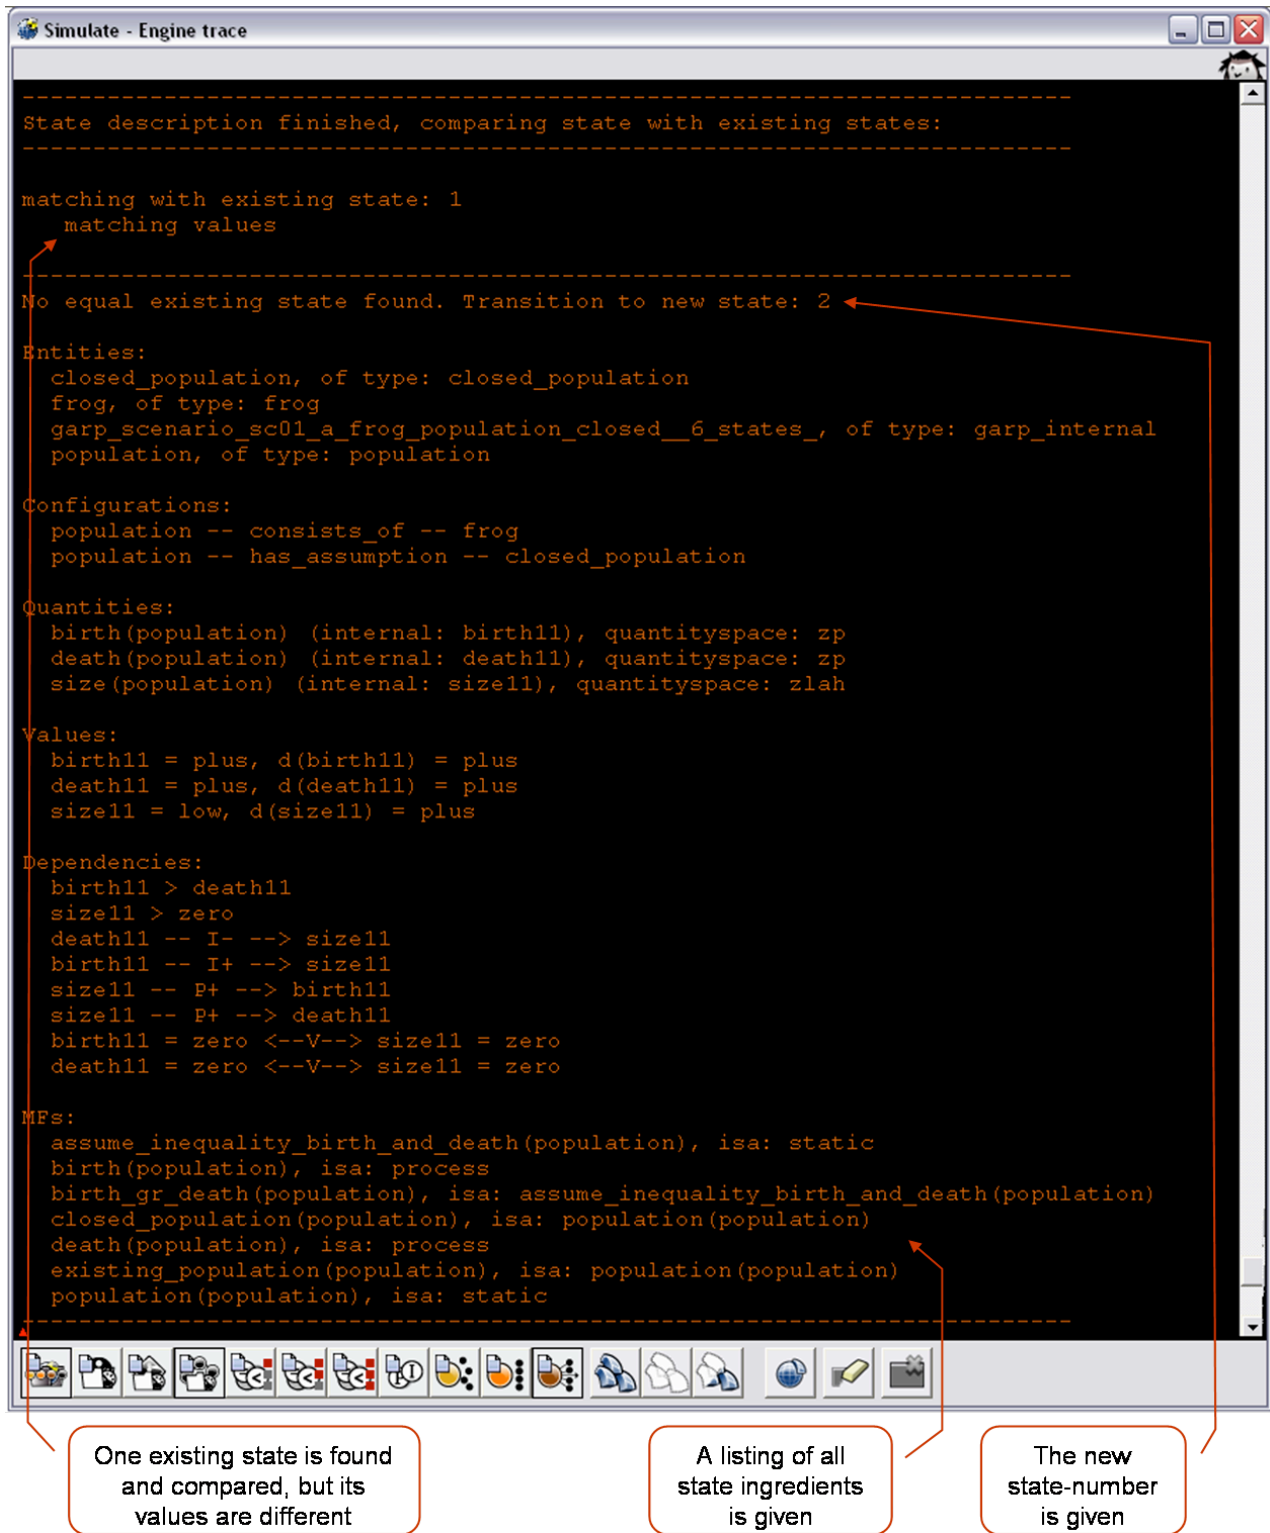 Simulate - Engine trace
--------------------------------------------------------------------------
State description finished, comparing state with existing states:
--------------------------------------------------------------------------
matching with existing state: 1
matching values
--------------------------------------------------------------------------
No equal existing state found. Transition to new state: 2
Entities:
closed_population, of type: closed_population
frog, of type: frog
garp_scenario_sc01_a_frog_population_closed__6_states_, of type: garp_internal
population, of type: population
Configurations:
population -- consists_of -- frog
population -- has_assumption -- closed_population
Quantities:
birth(population) (internal: birth11), quantityspace: zp
death(population) (internal: death11), quantityspace: zp
size(population) (internal: size11), quantityspace: zlah
Values:
birth11 = plus, d(birth11) = plus
death11 = plus, d(death11) = plus
size11 = low, d(size11) = plus
Dependencies:
birth11 > death11
size11 > zero
death11 -- I- --> size11
birth11 -- I+ --> size11
size11 -- P+ --> birth11
size11 -- P+ --> death11
birth11 = zero <--V--> size11 = zero
death11 = zero <--V--> size11 = zero
MFs:
assume_inequality_birth_and_death(population), isa: static
birth(population), isa: process
birth_gr_death(population), isa: assume_inequality_birth_and_death(population)
closed_population(population), isa: population(population)
death(population), isa: process
existing_population(population), isa: population(population)
population(population), isa: static
--------------------------------------------------------------------------
One existing state is found
and compared, but its
values are different
A listing of all
state ingredients
is given
The new
state-number
is given